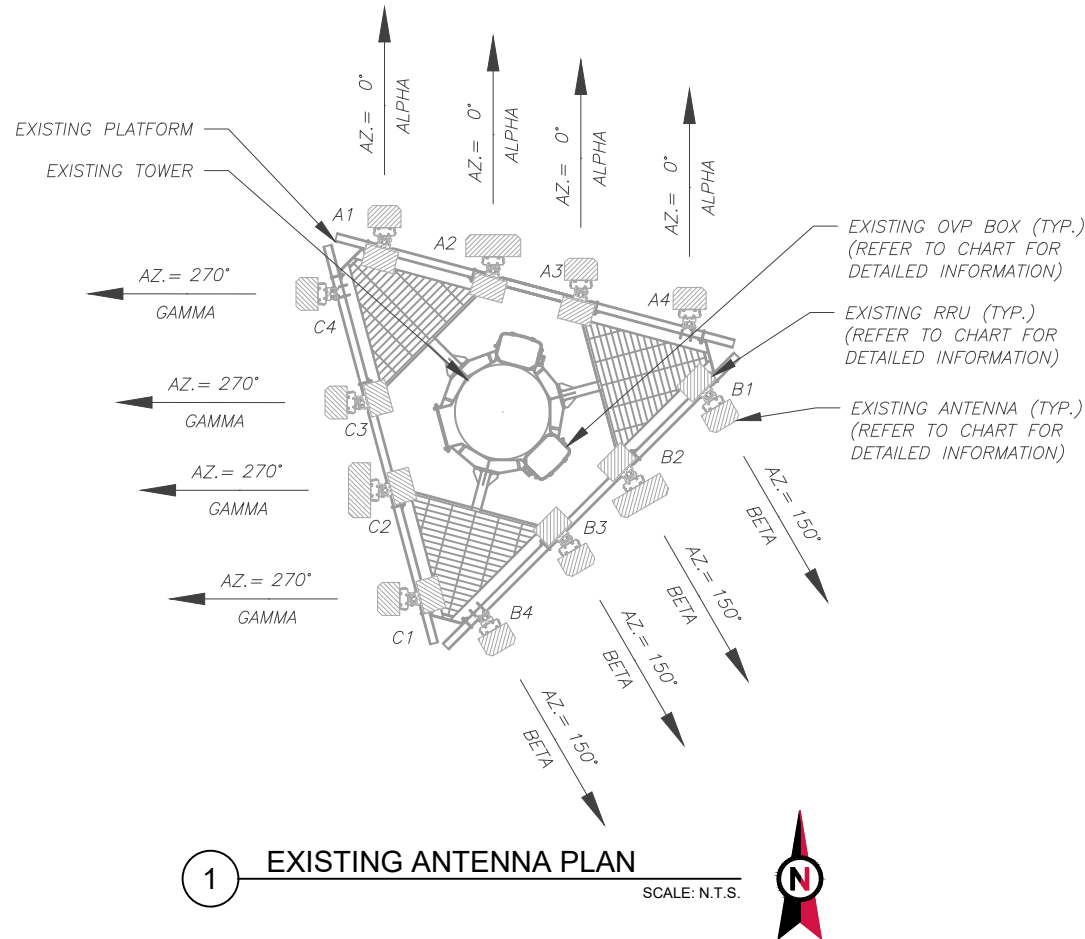 AZ.= 0°
ALPHA
AZ.= 0°
ALPHA
AZ.= 0°
ALPHA
AZ.= 0°
ALPHA
EXISTING PLATFORM
EXISTING TOWER
A1
A2
A3
A4
EXISTING OVP BOX (TYP.)
(REFER TO CHART FOR
DETAILED INFORMATION)
EXISTING RRU (TYP.)
(REFER TO CHART FOR
DETAILED INFORMATION)
EXISTING ANTENNA (TYP.)
(REFER TO CHART FOR
DETAILED INFORMATION)
AZ.= 270°
GAMMA
C4
AZ.= 270°
GAMMA
C3
AZ.= 270°
GAMMA
C2
AZ.= 270°
GAMMA
C1
B1
B2
B3
B4
AZ.= 150°
BETA
AZ.= 150°
BETA
AZ.= 150°
BETA
AZ.= 150°
BETA
1
EXISTING ANTENNA PLAN
SCALE: N.T.S.
N